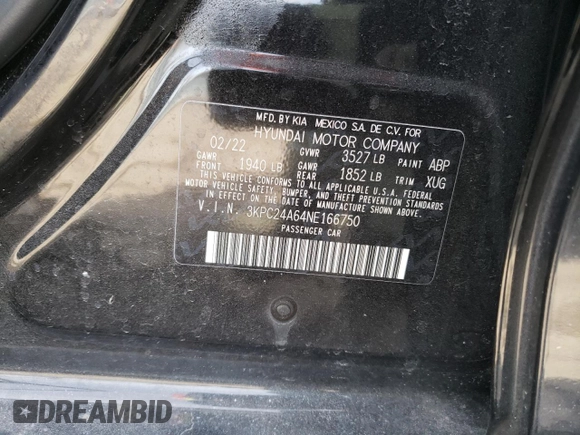 MFD. BY KIA MEXICO S.A. DE C.V. FOR
HYUNDAI MOTOR COMPANY
02/22 GVWR 3527 LB PAINT ABP
GAWR FRONT 1940 LB GAWR REAR 1852 LB TRIM XUG
THIS VEHICLE CONFORMS TO ALL APPLICABLE U.S.A. FEDERAL
MOTOR VEHICLE SAFETY, BUMPER, AND THEFT PREVENTION STANDARDS
IN EFFECT ON THE DATE OF MANUFACTURE SHOWN ABOVE.
V.I.N. 3KPC24A64NE166750
PASSENGER CAR
DREAMBID